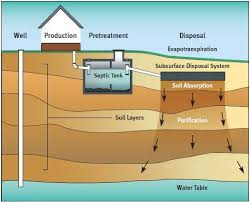 Well
Production
Pretreatment
Disposal
Evapotranspiration
Subsurface Disposal System
Septic Tank
Soil Absorption
Soil Layers
Purification
Water Table